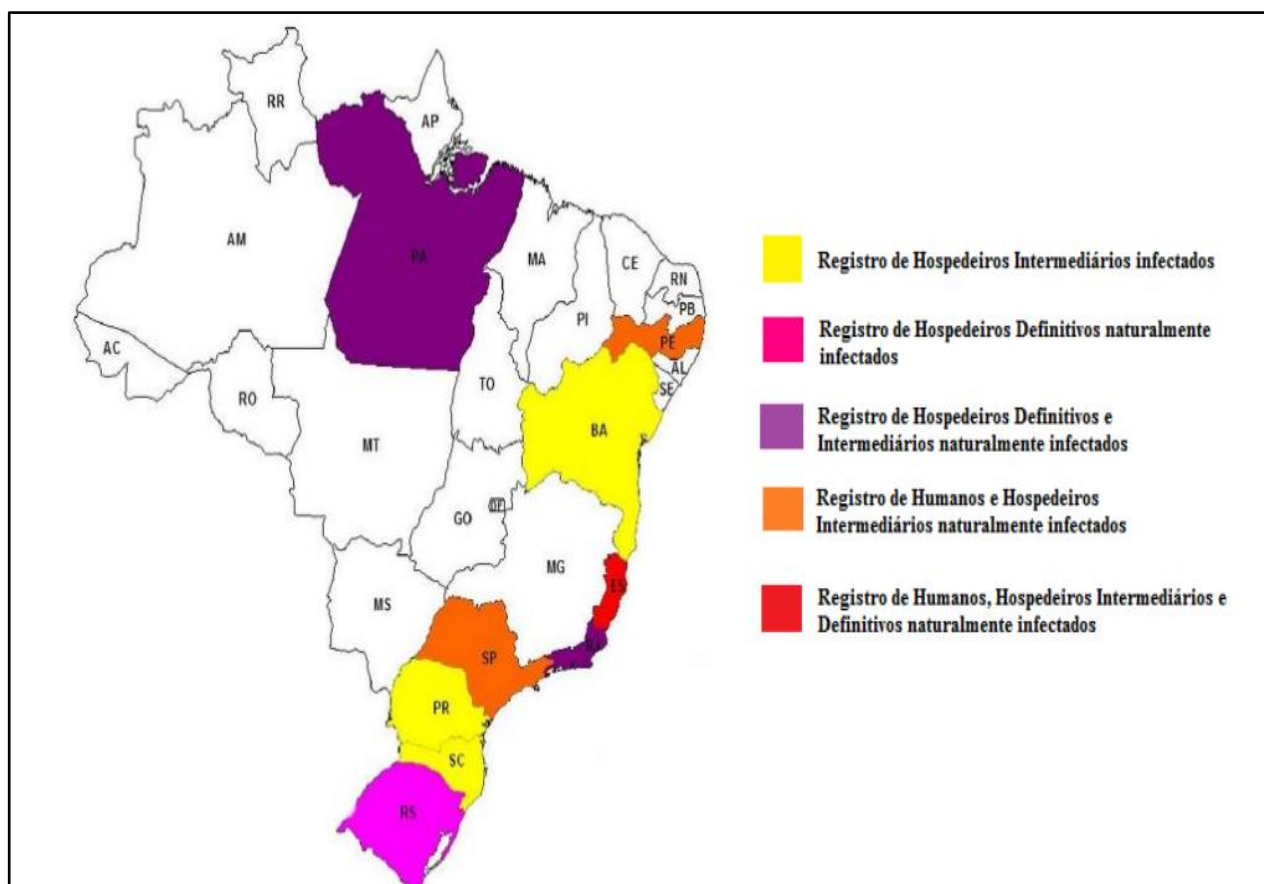 RR
AP
AM
PA
MA
CE
RN
PB
PI
PE
AL
SE
AC
RO
TO
BA
MT
DF
GO
MG
ES
MS
SP
RJ
PR
SC
RS
Registro de Hospedeiros Intermediários infectados
Registro de Hospedeiros Definitivos naturalmente
infectados
Registro de Hospedeiros Definitivos e
Intermediários naturalmente infectados
Registro de Humanos e Hospedeiros
Intermediários naturalmente infectados
Registro de Humanos, Hospedeiros Intermediários e
Definitivos naturalmente infectados